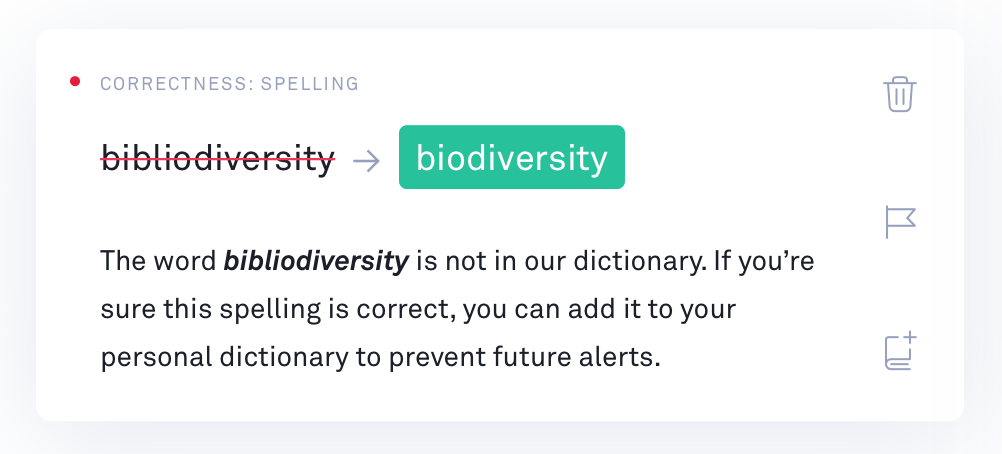 CORRECTNESS: SPELLING
bibliodiversity → biodiversity
The word bibliodiversity is not in our dictionary. If you’re
sure this spelling is correct, you can add it to your
personal dictionary to prevent future alerts.